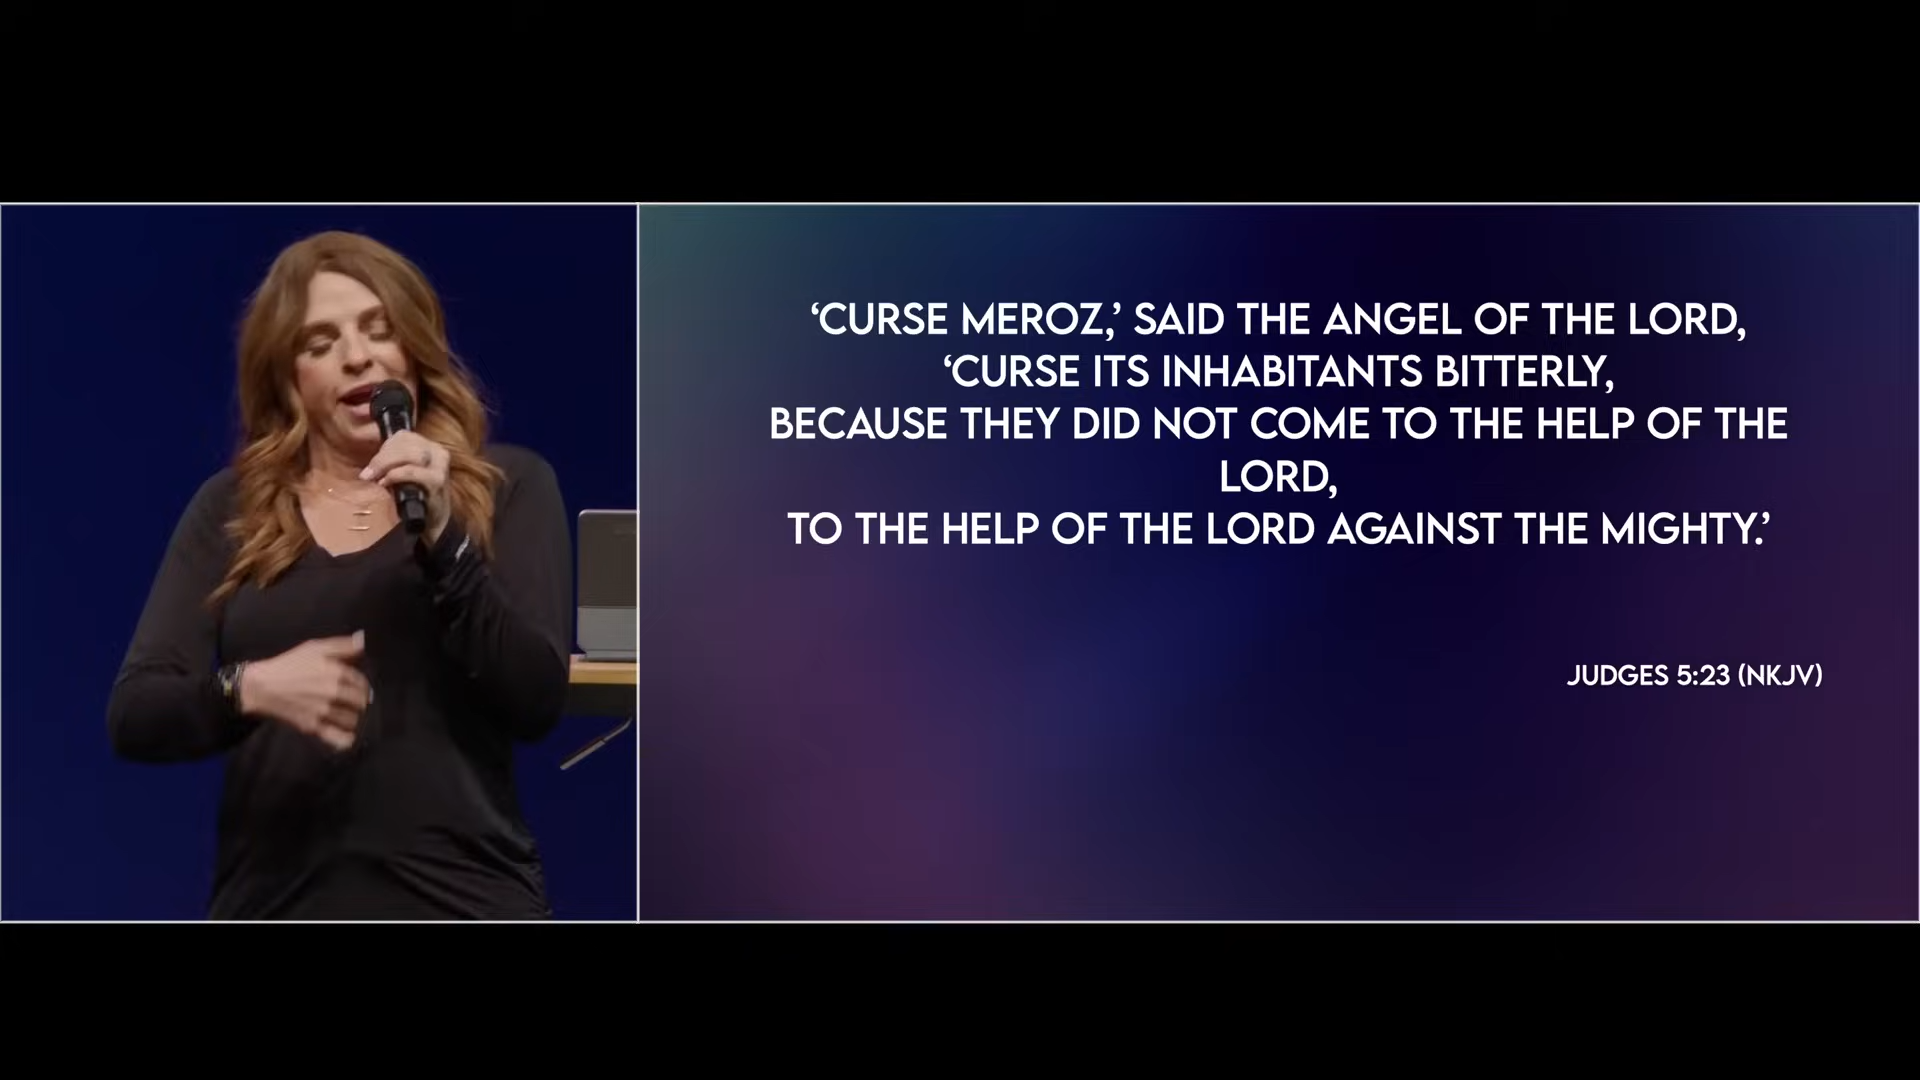 ‘CURSE MEROZ,’ SAID THE ANGEL OF THE LORD,
‘CURSE ITS INHABITANTS BITTERLY,
BECAUSE THEY DID NOT COME TO THE HELP OF THE
LORD,
TO THE HELP OF THE LORD AGAINST THE MIGHTY.’
JUDGES 5:23 (NKJV)